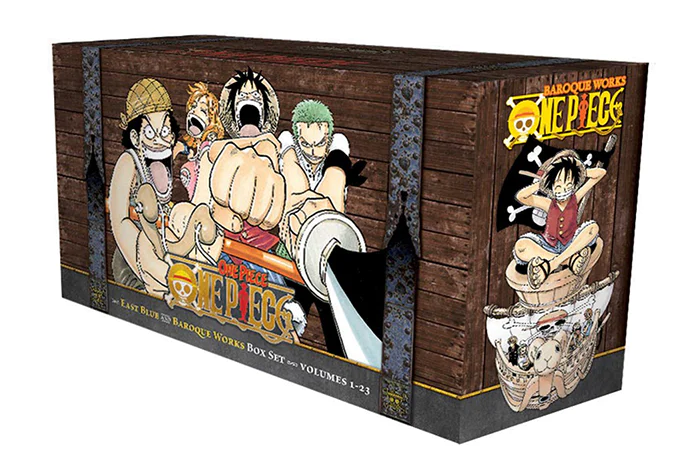 ONE PIECE
ONE PIECE
EAST BLUE AND BAROQUE WORKS BOX SET VOLUMES 1-23
BAROQUE WORKS
ONE PIECE